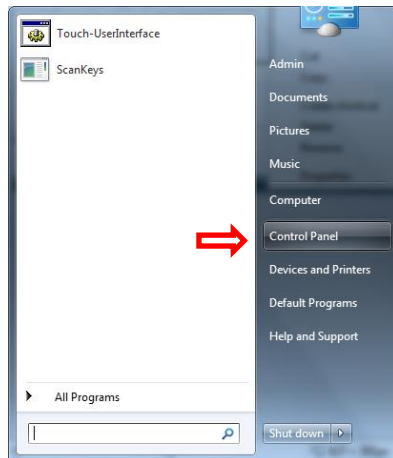 Touch-UserInterface
ScanKeys
All Programs
Admin
Documents
Pictures
Music
Computer
Control Panel
Devices and Printers
Default Programs
Help and Support
Shut down